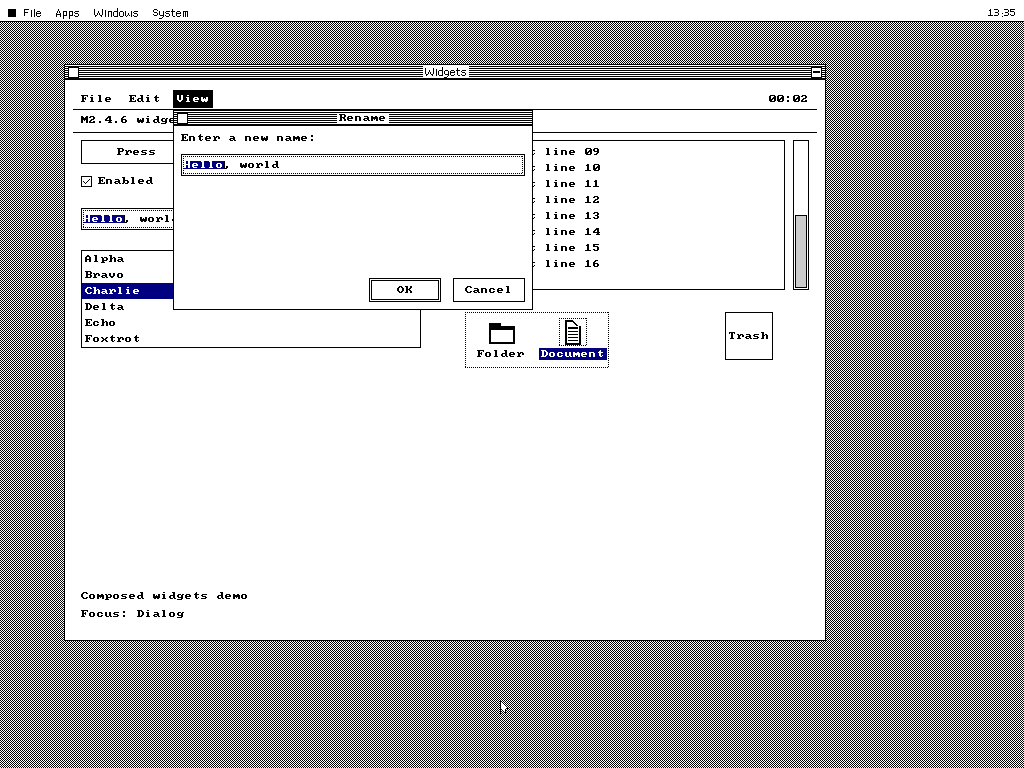 File Apps Windows System 13:35
Widgets
File Edit View 00:02
M2.4.6 widge
Rename
Enter a new name:
Hello, world
OK Cancel
Press
Enabled
Hello, worl
Alpha
Bravo
Charlie
Delta
Echo
Foxtrot
line 09
line 10
line 11
line 12
line 13
line 14
line 15
line 16
Folder Document Trash
Composed widgets demo
Focus: Dialog